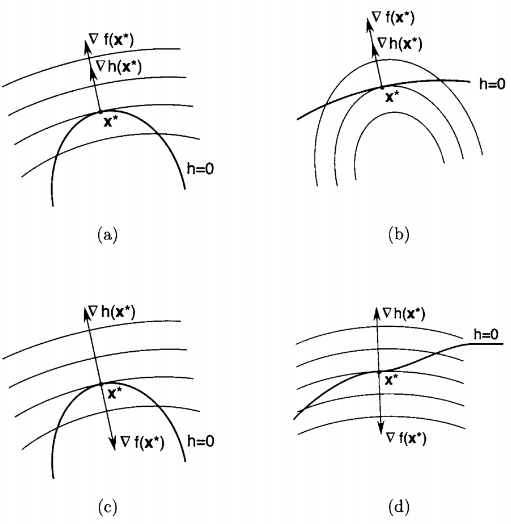 ∇ f(x*)
∇ h(x*)
x*
h=0
(a)
∇ f(x*)
∇ h(x*)
h=0
x*
(b)
∇ h(x*)
x*
∇ f(x*)
h=0
(c)
∇ h(x*)
h=0
x*
∇ f(x*)
(d)